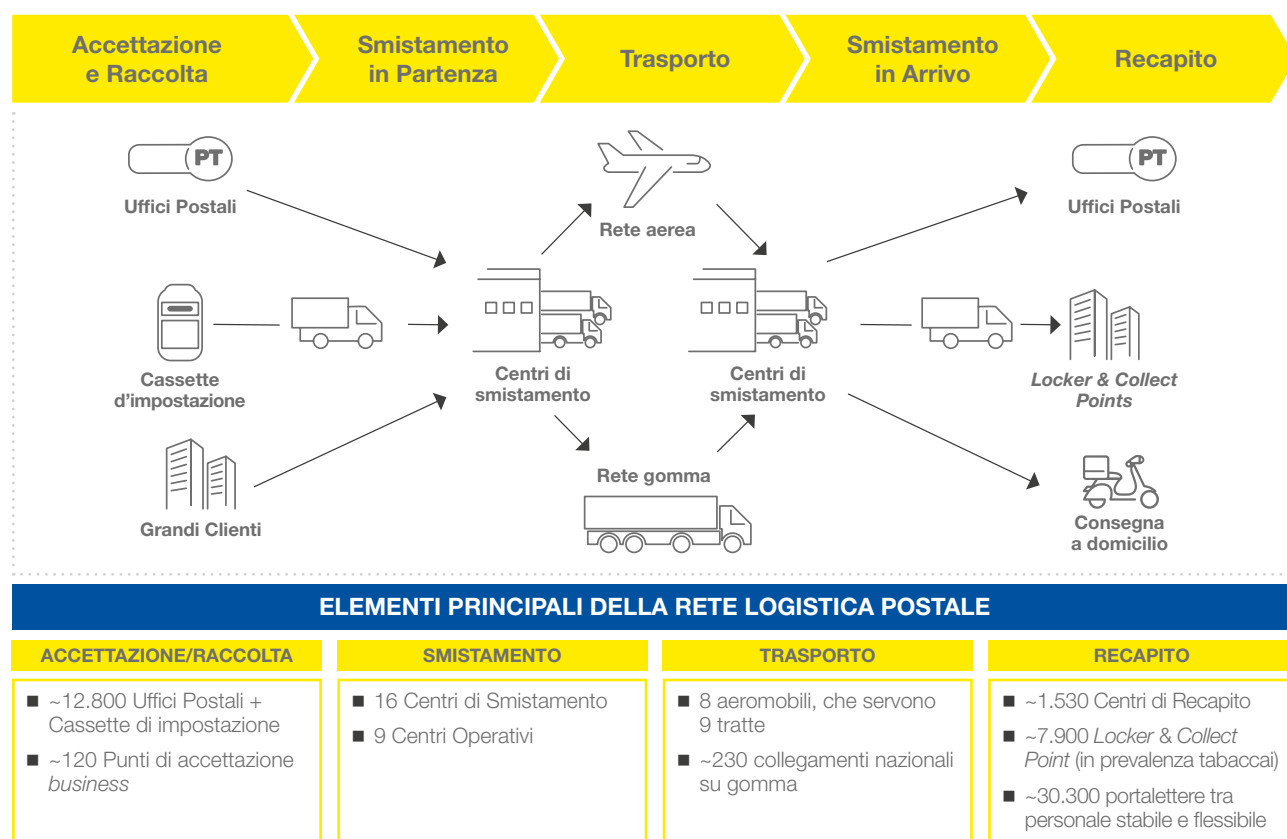 Accettazione
e Raccolta
Smistamento
in Partenza
Trasporto
Smistamento
in Arrivo
Recapito
PT
Uffici Postali
Rete aerea
PT
Uffici Postali
Cassette
d’impostazione
Centri di
smistamento
Centri di
smistamento
Locker & Collect
Points
Grandi Clienti
Rete gomma
Consegna
a domicilio
ELEMENTI PRINCIPALI DELLA RETE LOGISTICA POSTALE
ACCETTAZIONE/RACCOLTA
■ ~12.800 Uffici Postali +
Cassette di impostazione
■ ~120 Punti di accettazione
business
SMISTAMENTO
■ 16 Centri di Smistamento
■ 9 Centri Operativi
TRASPORTO
■ 8 aeromobili, che servono
9 tratte
■ ~230 collegamenti nazionali
su gomma
RECAPITO
■ ~1.530 Centri di Recapito
■ ~7.900 Locker & Collect
Point (in prevalenza tabaccai)
■ ~30.300 portalettere tra
personale stabile e flessibile